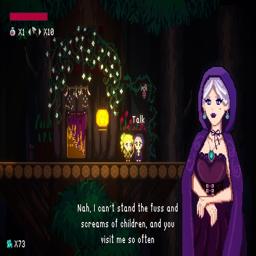 X1 X10
Talk
Nah, I can't stand the fuss and
screams of children, and you
visit me so often
X73